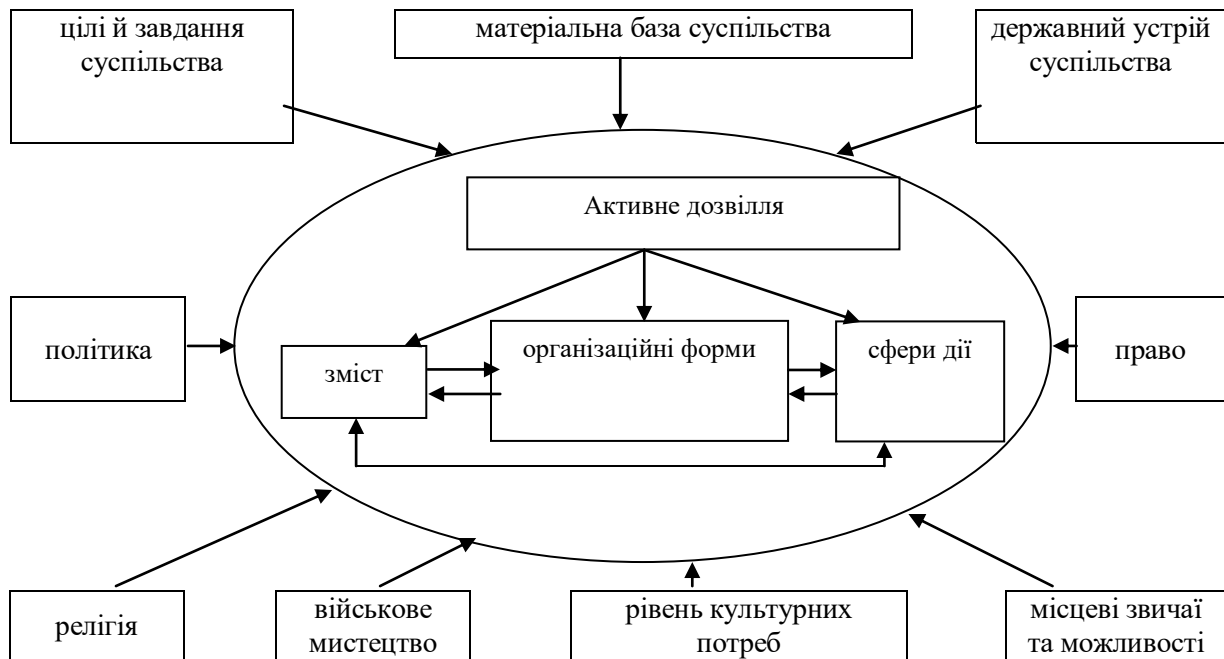 цілі й завдання
суспільства
матеріальна база суспільства
державний устрій
суспільства
Активне дозвілля
політика
зміст
організаційні форми
сфери дії
право
релігія
військове
мистецтво
рівень культурних
потреб
місцеві звичаї
та можливості